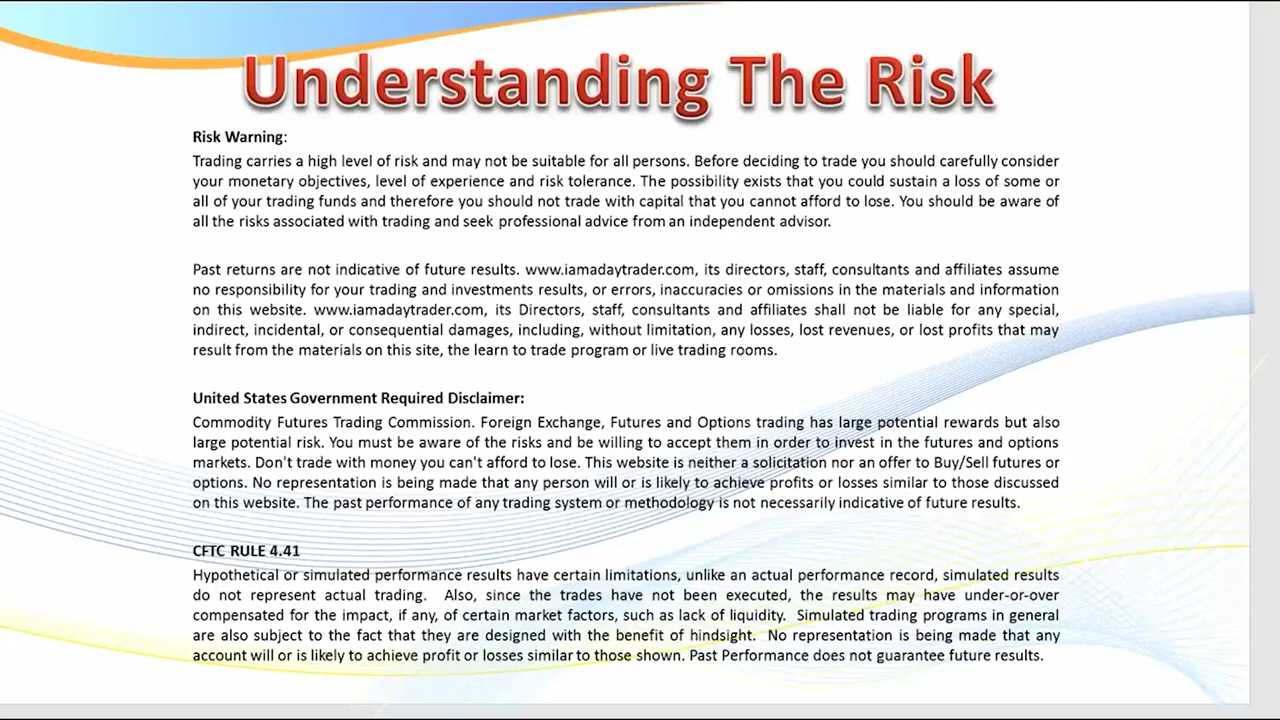 Understanding The Risk
Risk Warning:
Trading carries a high level of risk and may not be suitable for all persons. Before deciding to trade you should carefully consider
your monetary objectives, level of experience and risk tolerance. The possibility exists that you could sustain a loss of some or
all of your trading funds and therefore you should not trade with capital that you cannot afford to lose. You should be aware of
all the risks associated with trading and seek professional advice from an independent advisor.
Past returns are not indicative of future results. www.iamadaytrader.com, its directors, staff, consultants and affiliates assume
no responsibility for your trading and investments results, or errors, inaccuracies or omissions in the materials and information
on this website. www.iamadaytrader.com, its Directors, staff, consultants and affiliates shall not be liable for any special,
indirect, incidental, or consequential damages, including, without limitation, any losses, lost revenues, or lost profits that may
result from the materials on this site, the learn to trade program or live trading rooms.
United States Government Required Disclaimer:
Commodity Futures Trading Commission. Foreign Exchange, Futures and Options trading has large potential rewards but also
large potential risk. You must be aware of the risks and be willing to accept them in order to invest in the futures and options
markets. Don't trade with money you can't afford to lose. This website is neither a solicitation nor an offer to Buy/Sell futures or
options. No representation is being made that any person will or is likely to achieve profits or losses similar to those discussed
on this website. The past performance of any trading system or methodology is not necessarily indicative of future results.
CFTC RULE 4.41
Hypothetical or simulated performance results have certain limitations, unlike an actual performance record, simulated results
do not represent actual trading. Also, since the trades have not been executed, the results may have under-or-over
compensated for the impact, if any, of certain market factors, such as lack of liquidity. Simulated trading programs in general
are also subject to the fact that they are designed with the benefit of hindsight. No representation is being made that any
account will or is likely to achieve profit or losses similar to those shown. Past Performance does not guarantee future results.